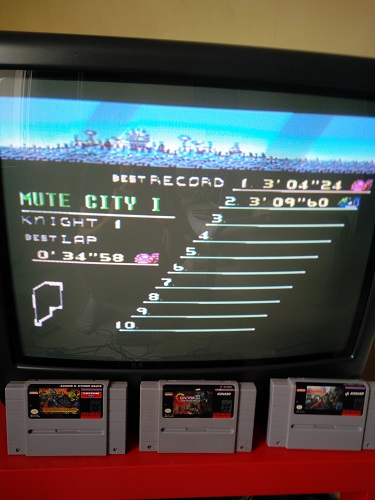 BEST RECORD 1. 3'04"24
MUTE CITY I 2. 3'09"60
KNIGHT 1 3.
BEST LAP 4.
0'34"58 5.
6.
7.
8.
9.
10.
KONAMI